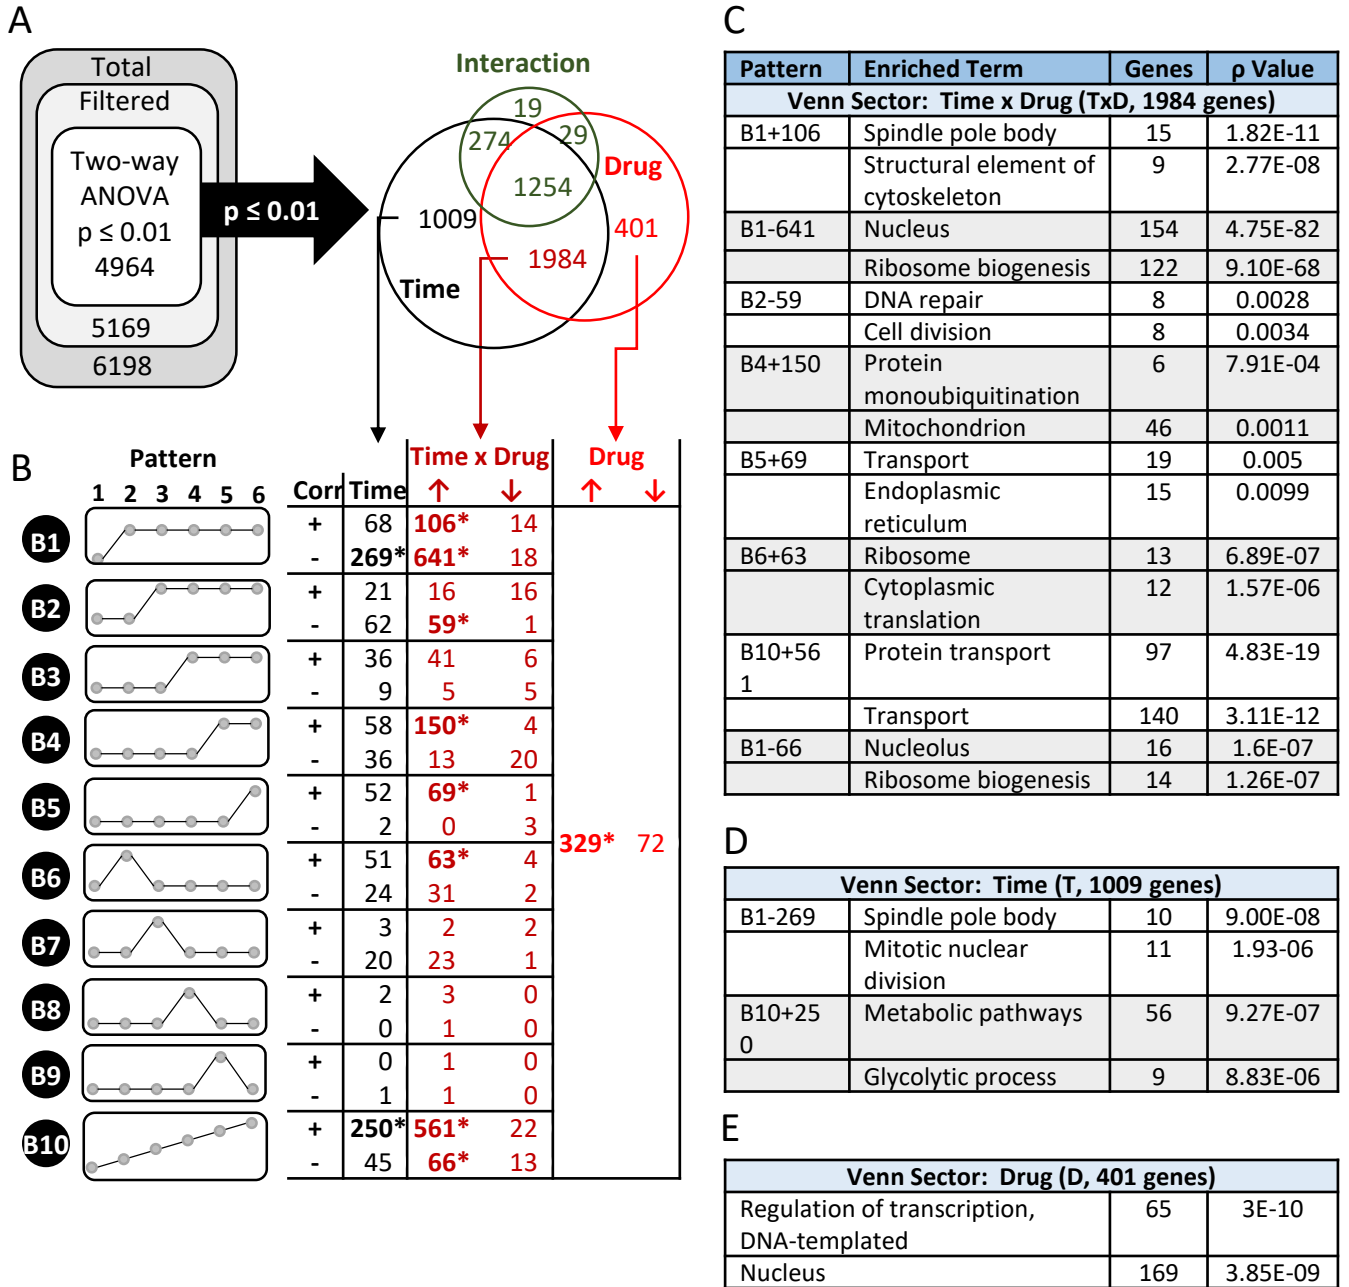 A
Total
Filtered
Two-way
ANOVA
p ≤ 0.01
4964
5169
6198
p ≤ 0.01
Interaction
19
274
29
Drug
1254
1009
401
1984
Time
B
Pattern
1 2 3 4 5 6
Time x Drug
Drug
Corr Time ↑ ↓ ↑ ↓
B1
+ 68 106* 14
- 269* 641* 18
B2
+ 21 16 16
- 62 59* 1
B3
+ 36 41 6
- 9 5 5
B4
+ 58 150* 4
- 36 13 20
B5
+ 52 69* 1
- 2 0 3
329* 72
B6
+ 51 63* 4
- 24 31 2
B7
+ 3 2 2
- 20 23 1
B8
+ 2 3 0
- 0 1 0
B9
+ 0 1 0
- 1 1 0
B10
+ 250* 561* 22
- 45 66* 13
C
Pattern Enriched Term Genes ρ Value
Venn Sector: Time x Drug (TxD, 1984 genes)
B1+106 Spindle pole body 15 1.82E-11
Structural element of 9 2.77E-08
cytoskeleton
B1-641 Nucleus 154 4.75E-82
Ribosome biogenesis 122 9.10E-68
B2-59 DNA repair 8 0.0028
Cell division 8 0.0034
B4+150 Protein 6 7.91E-04
monoubiquitination
Mitochondrion 46 0.0011
B5+69 Transport 19 0.005
Endoplasmic 15 0.0099
reticulum
B6+63 Ribosome 13 6.89E-07
Cytoplasmic 12 1.57E-06
translation
B10+56 Protein transport 97 4.83E-19
1
Transport 140 3.11E-12
B1-66 Nucleolus 16 1.6E-07
Ribosome biogenesis 14 1.26E-07
D
Venn Sector: Time (T, 1009 genes)
B1-269 Spindle pole body 10 9.00E-08
Mitotic nuclear 11 1.93-06
division
B10+25 Metabolic pathways 56 9.27E-07
0
Glycolytic process 9 8.83E-06
E
Venn Sector: Drug (D, 401 genes)
Regulation of transcription, 65 3E-10
DNA-templated
Nucleus 169 3.85E-09